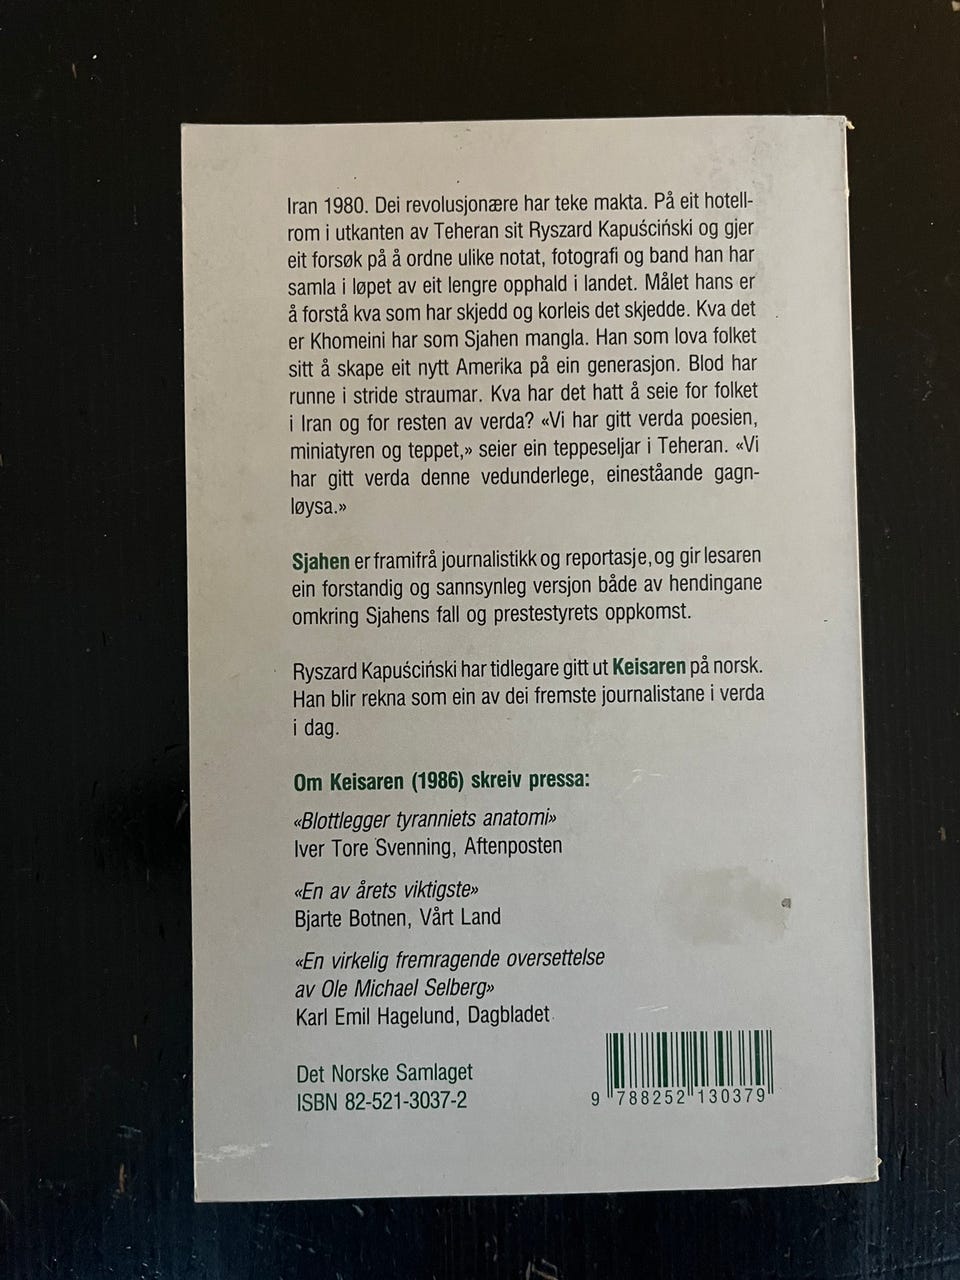 Iran 1980. Dei revolusjonære har teke makta. På eit hotell-
rom i utkanten av Teheran sit Ryszard Kapuściński og gjer
eit forsøk på å ordne ulike notat, fotografi og band han har
samla i løpet av eit lengre opphald i landet. Målet hans er
å forstå kva som har skjedd og korleis det skjedde. Kva det
er Khomeini har som Sjahen mangla. Han som lova folket
sitt å skape eit nytt Amerika på ein generasjon. Blod har
runne i stride straumar. Kva har det hatt å seie for folket
i Iran og for resten av verda? «Vi har gitt verda poesien,
miniatyren og teppet,» seier ein teppeseljar i Teheran. «Vi
har gitt verda denne vedunderlege, eineståande gagn-
løysa.»
Sjahen er framifrå journalistikk og reportasje, og gir lesaren
ein forstandig og sannsynleg versjon både av hendingane
omkring Sjahens fall og prestestyrets oppkomst.
Ryszard Kapuściński har tidlegare gitt ut Keisaren på norsk.
Han blir rekna som ein av dei fremste journalistane i verda
i dag.
Om Keisaren (1986) skreiv pressa:
«Blottlegger tyranniets anatomi»
Iver Tore Svenning, Aftenposten
«En av årets viktigste»
Bjarte Botnen, Vårt Land
«En virkelig fremragende oversettelse
av Ole Michael Selberg»
Karl Emil Hagelund, Dagbladet
Det Norske Samlaget
ISBN 82-521-3037-2
9 788252 130379